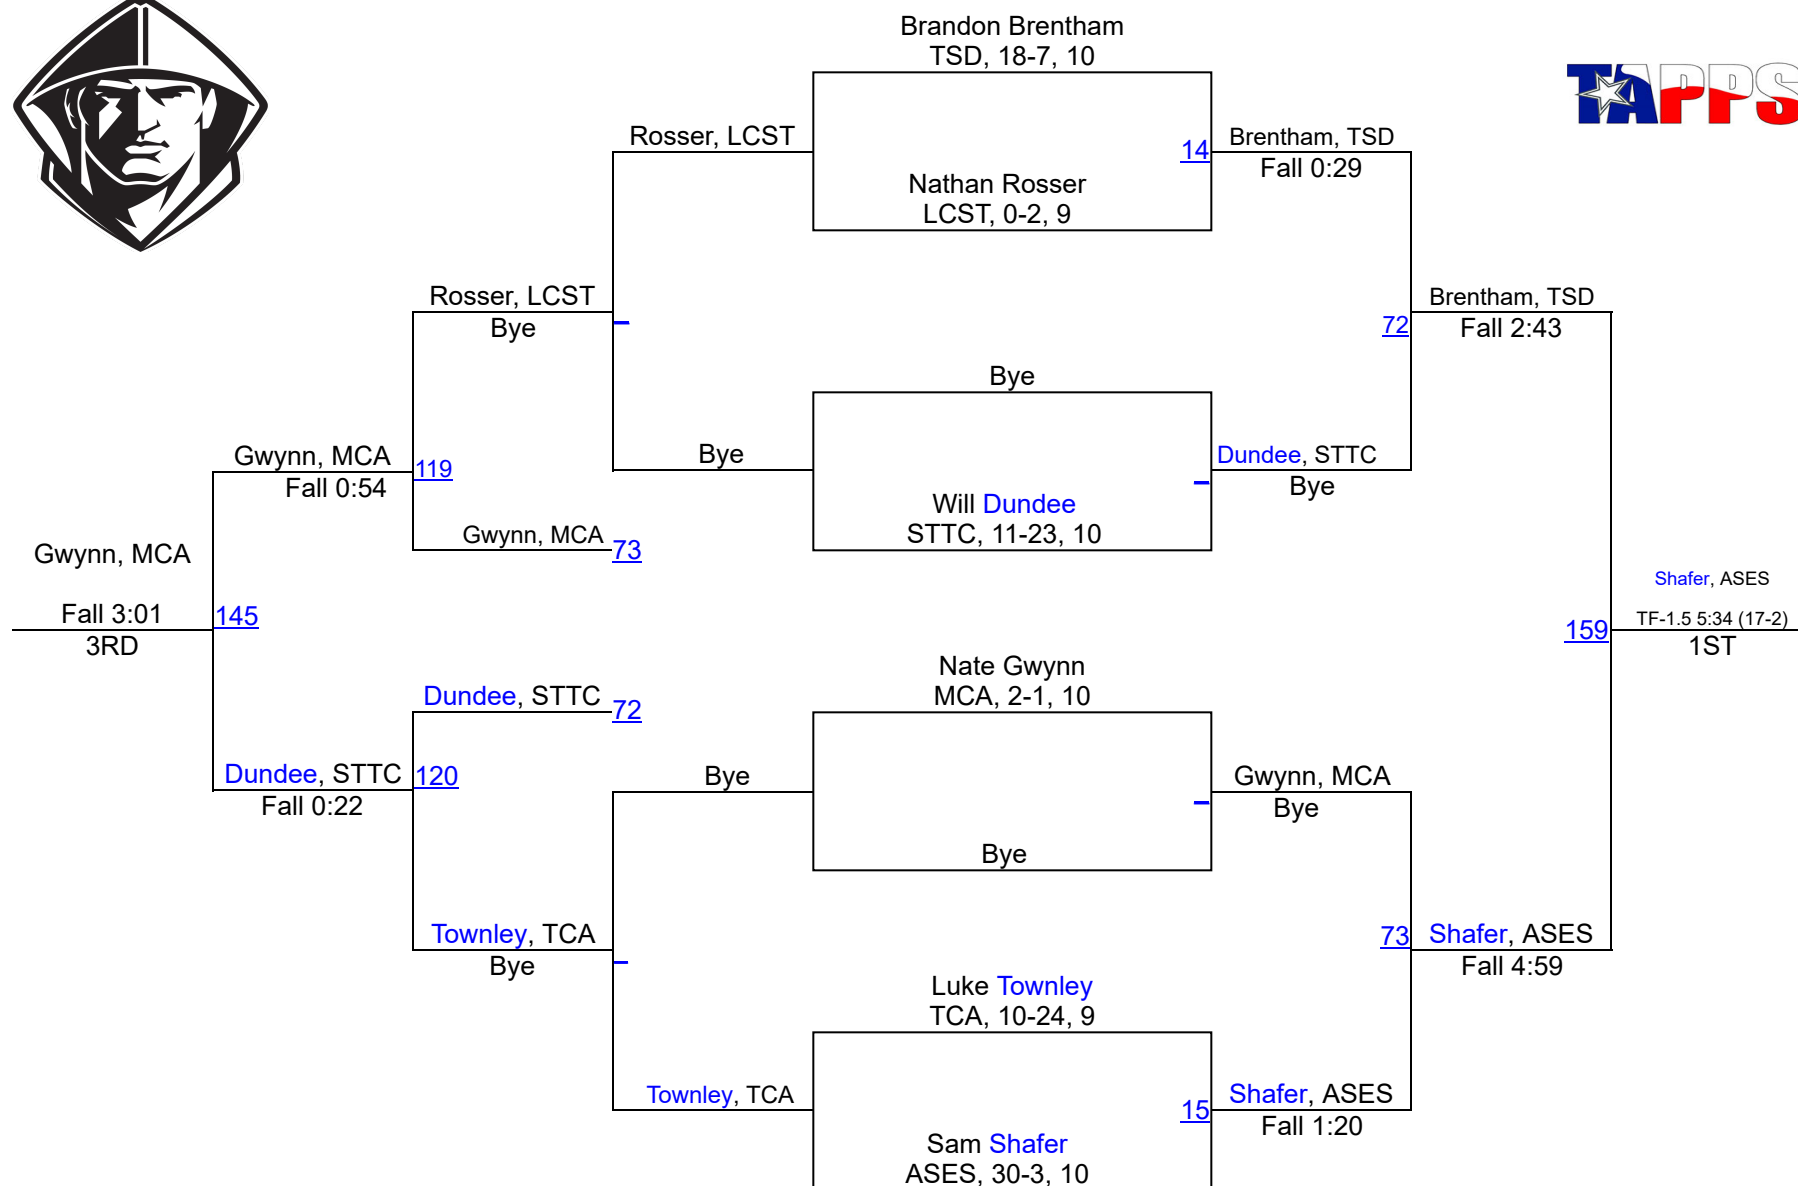 Brandon Brentham
TSD, 18-7, 10
TAPPS
Rosser, LCST
14
Brentham, TSD
Fall 0:29
Nathan Rosser
LCST, 0-2, 9
Rosser, LCST
Bye
Brentham, TSD
72
Fall 2:43
Bye
Gwynn, MCA
119
Fall 0:54
Bye
Dundee, STTC
Bye
Will Dundee
STTC, 11-23, 10
Gwynn, MCA
73
Gwynn, MCA
Fall 3:01
145
3RD
Shafer, ASES
TF-1.5 5:34 (17-2)
159
1ST
Nate Gwynn
MCA, 2-1, 10
Dundee, STTC
72
Dundee, STTC
120
Fall 0:22
Bye
Gwynn, MCA
Bye
Bye
Townley, TCA
Bye
73
Shafer, ASES
Fall 4:59
Luke Townley
TCA, 10-24, 9
Townley, TCA
15
Shafer, ASES
Fall 1:20
Sam Shafer
ASES, 30-3, 10